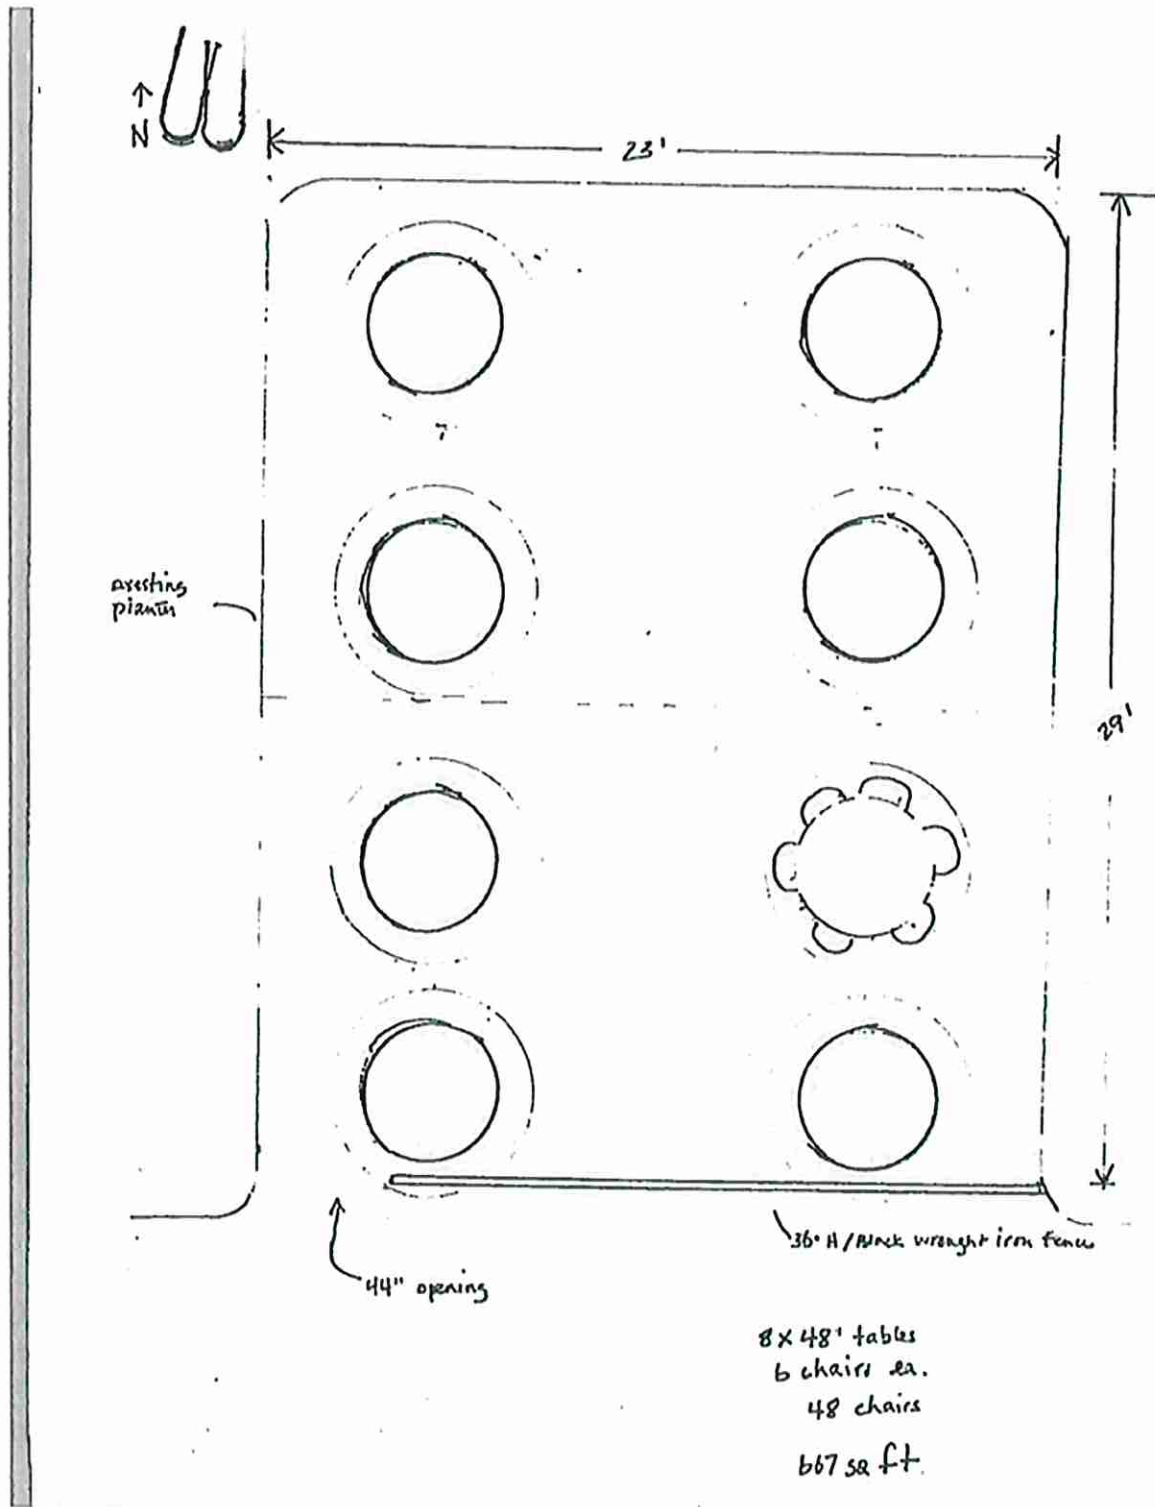 N
23'
29'
existing
planter
44" opening
36" H/Black wrought iron fence
8 X 48" tables
6 chairs ea.
48 chairs
667 sq ft.